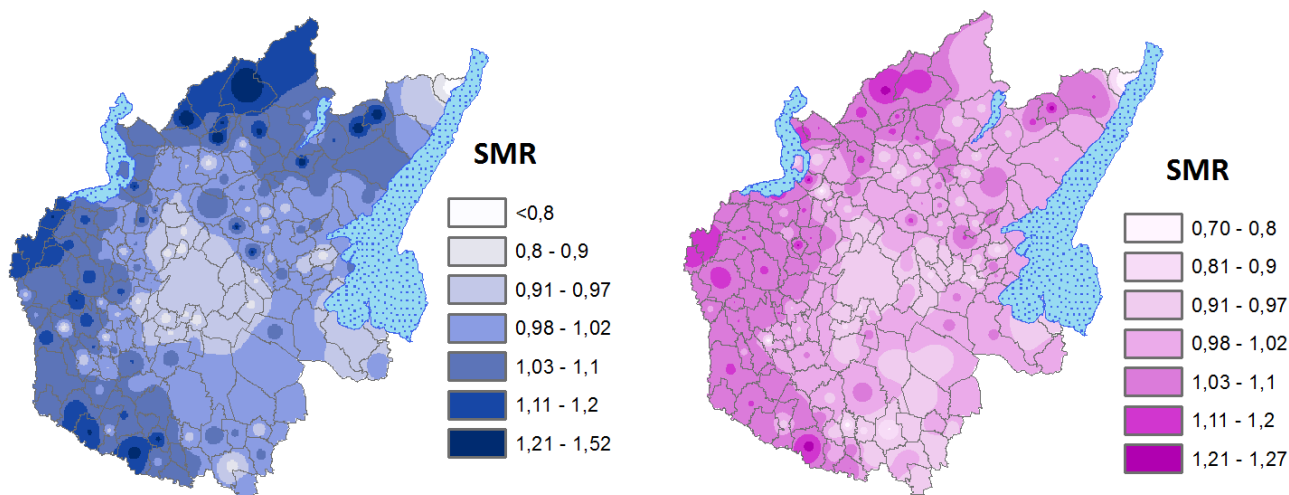 SMR
<0,8
0,8 - 0,9
0,91 - 0,97
0,98 - 1,02
1,03 - 1,1
1,11 - 1,2
1,21 - 1,52
SMR
0,70 - 0,8
0,81 - 0,9
0,91 - 0,97
0,98 - 1,02
1,03 - 1,1
1,11 - 1,2
1,21 - 1,27